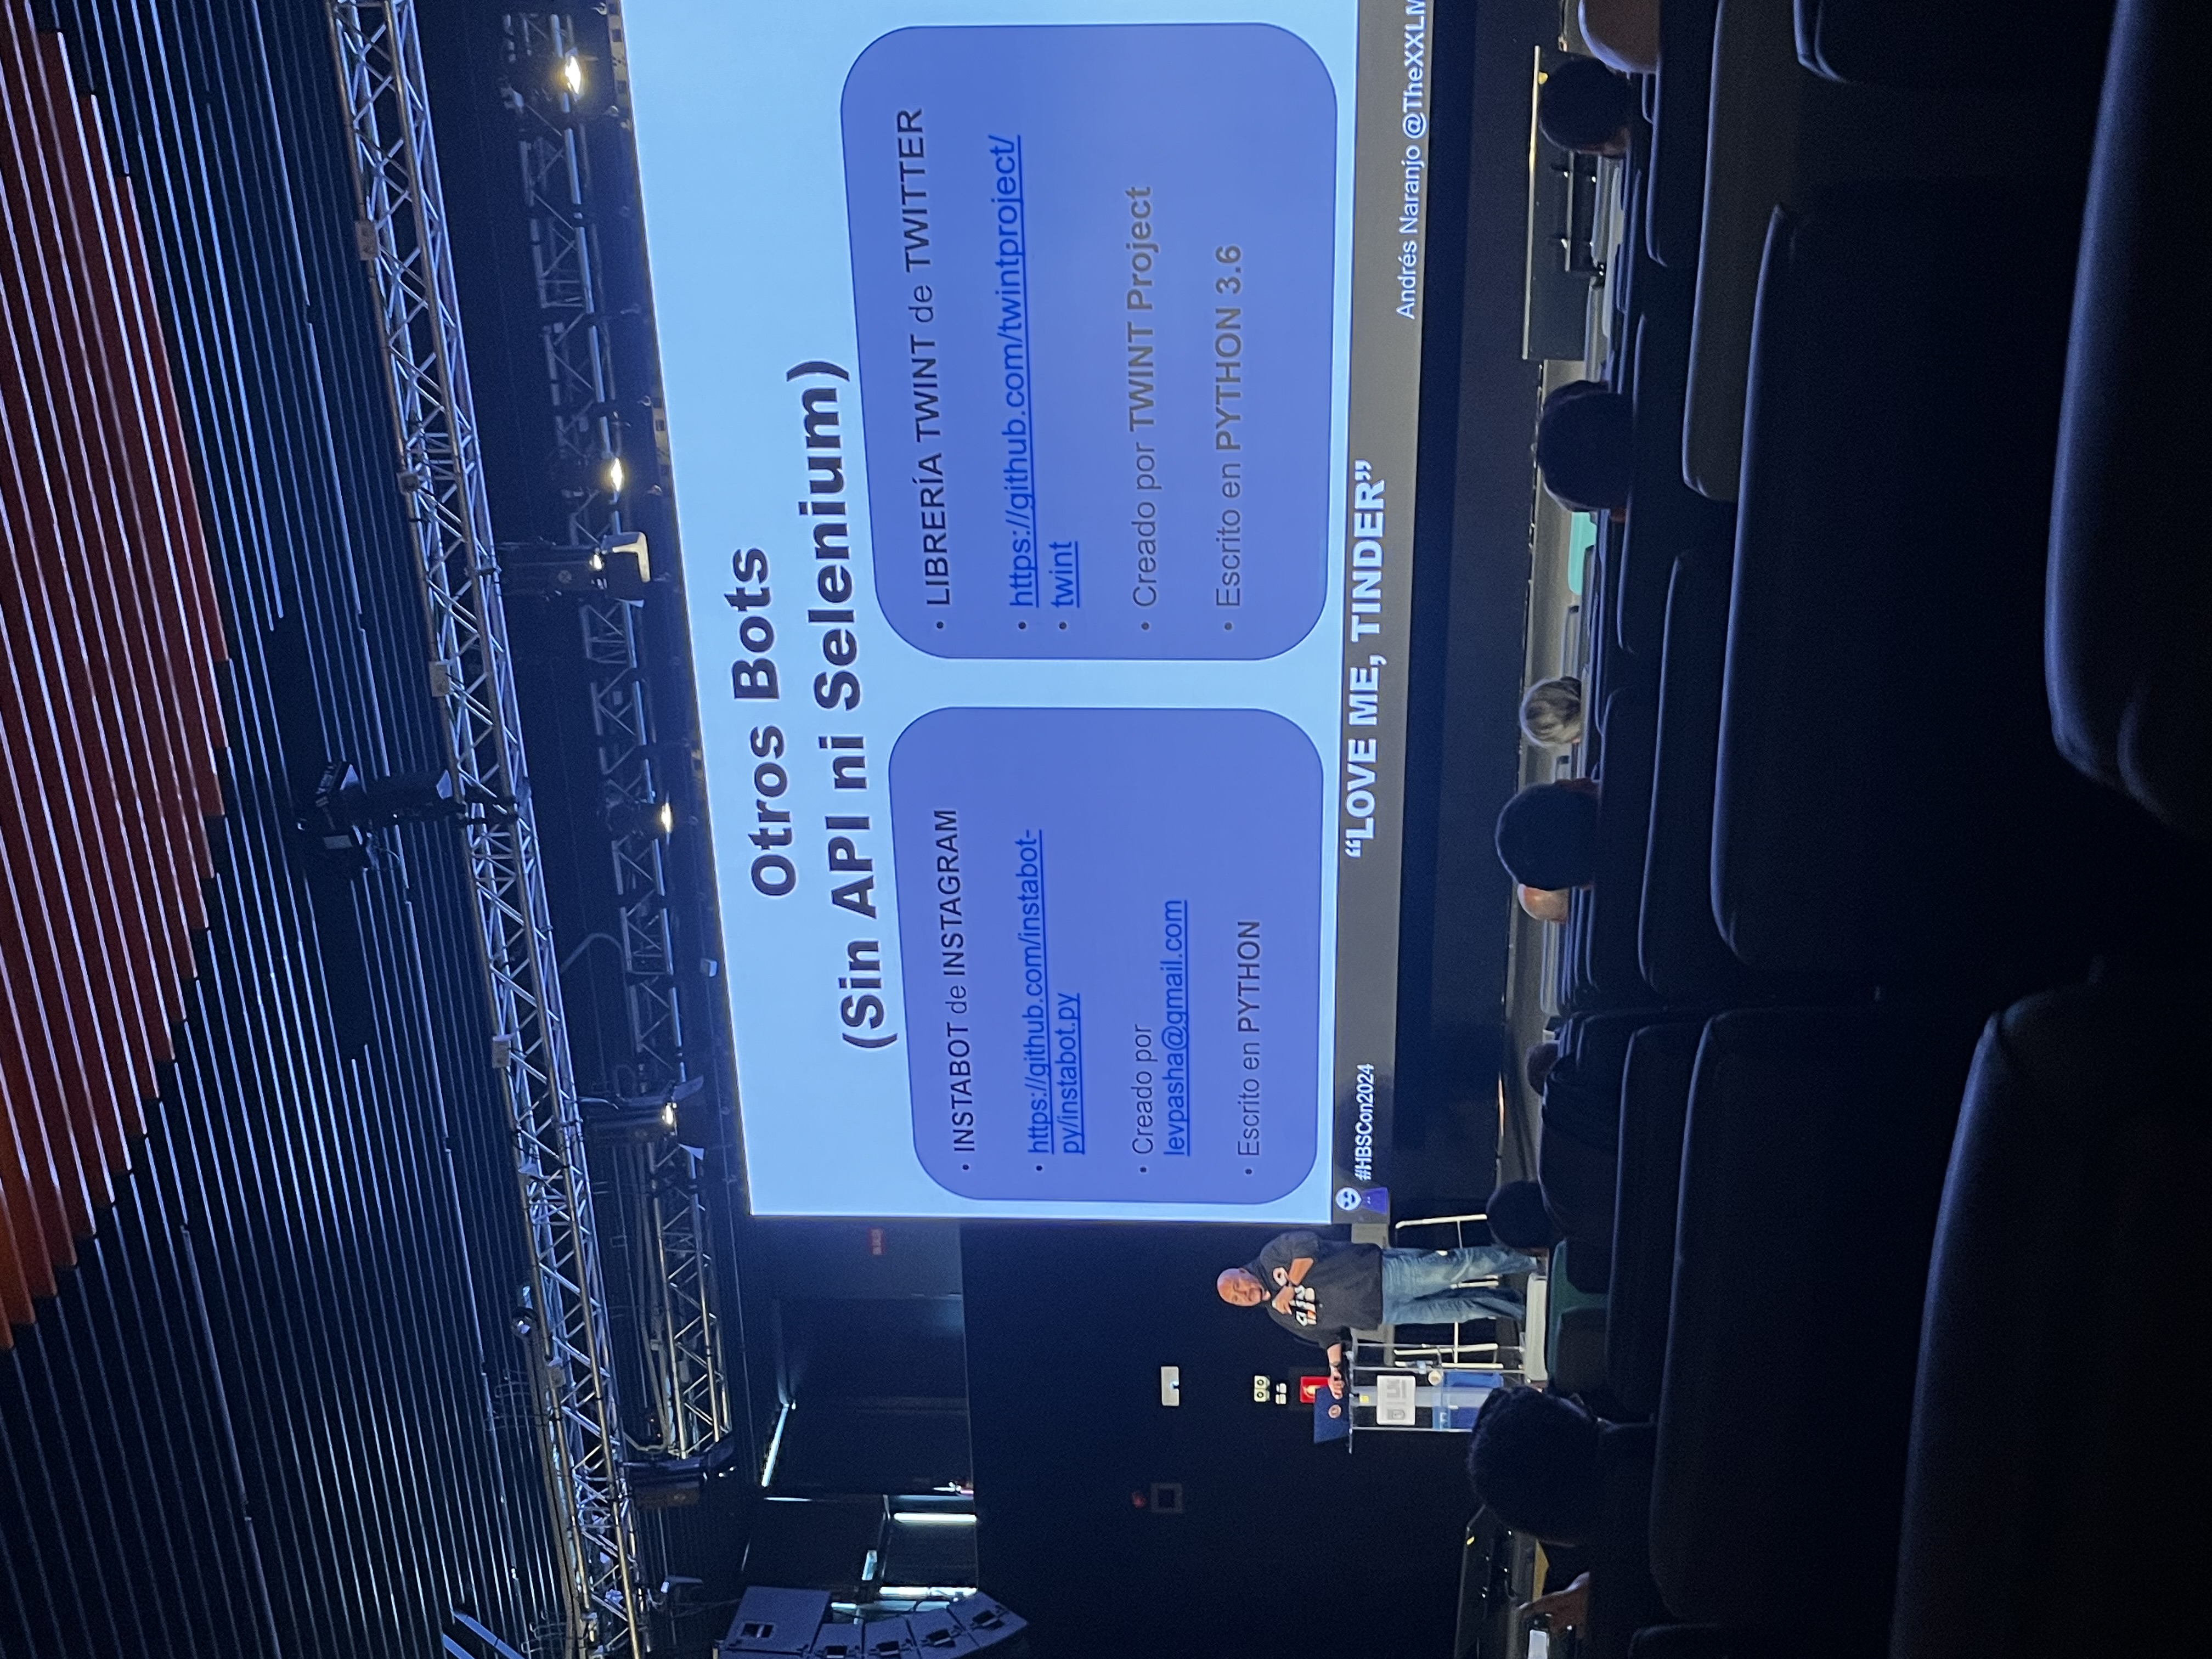 Otros Bots
(Sin API ni Selenium)
• INSTABOT de INSTAGRAM
• https://github.com/instabot-
py/instabot.py
• Creado por
levpasha@gmail.com
• Escrito en PYTHON
• LIBRERÍA TWINT de TWITTER
• https://github.com/twintproject/
• twint
• Creado por TWINT Project
• Escrito en PYTHON 3.6
#HBSCon2024
“LOVE ME, TINDER”
Andrés Naranjo @TheXXLM